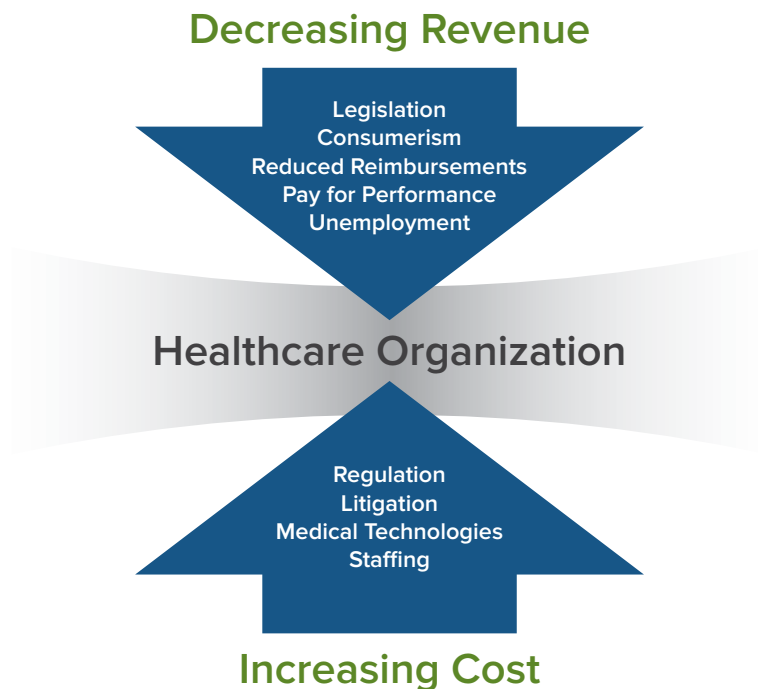 Decreasing Revenue
Legislation
Consumerism
Reduced Reimbursements
Pay for Performance
Unemployment
Healthcare Organization
Regulation
Litigation
Medical Technologies
Staffing
Increasing Cost